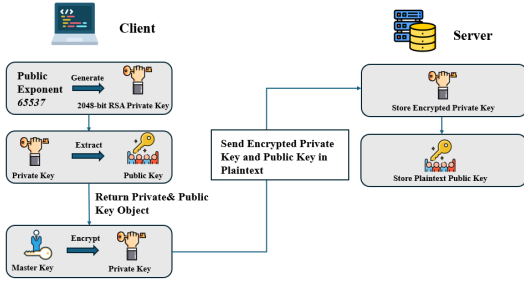 Client
Server
Public
Exponent
65537
Generate
2048-bit RSA Private Key
Private Key
Extract
Public Key
Return Private& Public
Key Object
Master Key
Encrypt
Private Key
Send Encrypted Private
Key and Public Key in
Plaintext
Store Encrypted Private Key
Store Plaintext Public Key